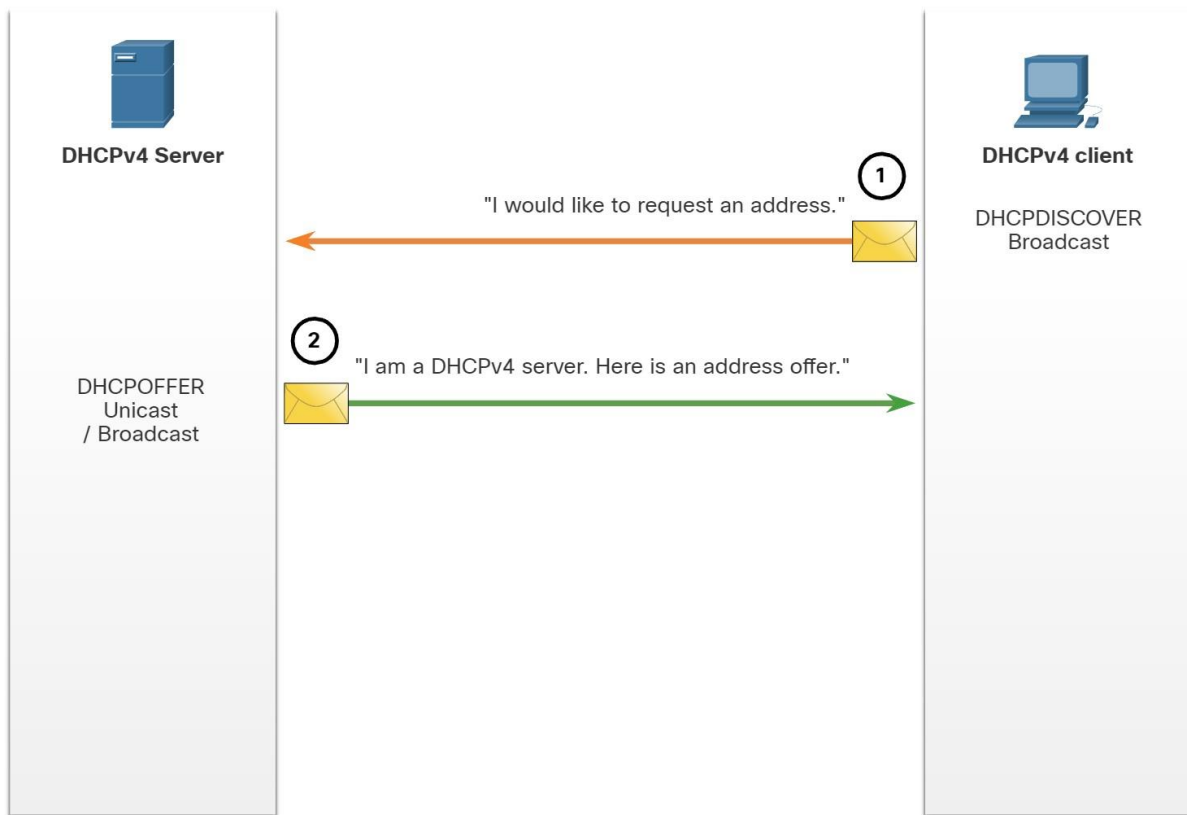 DHCPv4 Server
DHCPv4 client
1
"I would like to request an address."
DHCPDISCOVER
Broadcast
2
"I am a DHCPv4 server. Here is an address offer."
DHCPOFFER
Unicast
/ Broadcast